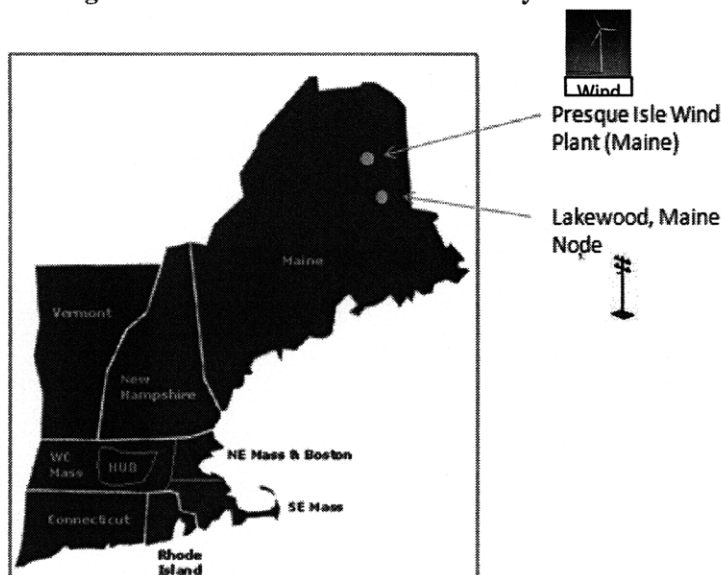 Wind
Presque Isle Wind
Plant (Maine)
Lakewood, Maine
Node
Maine
Vermont
New
Hampshire
WC
Mass
HUB
NE Mass & Boston
SE Mass
Connecticut
Rhode
Island